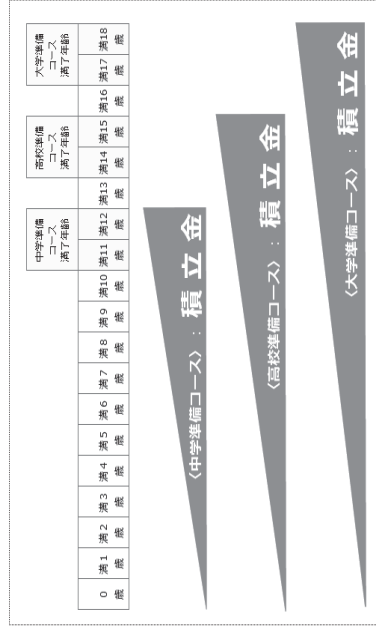 中学準備
コース
満了年齢
高校準備
コース
満了年齢
大学準備
コース
満了年齢
0歳
満1歳
満2歳
満3歳
満4歳
満5歳
満6歳
満7歳
満8歳
満9歳
満10歳
満11歳
満12歳
満13歳
満14歳
満15歳
満16歳
満17歳
満18歳
〈中学準備コース〉：積立金
〈高校準備コース〉：積立金
〈大学準備コース〉：積立金